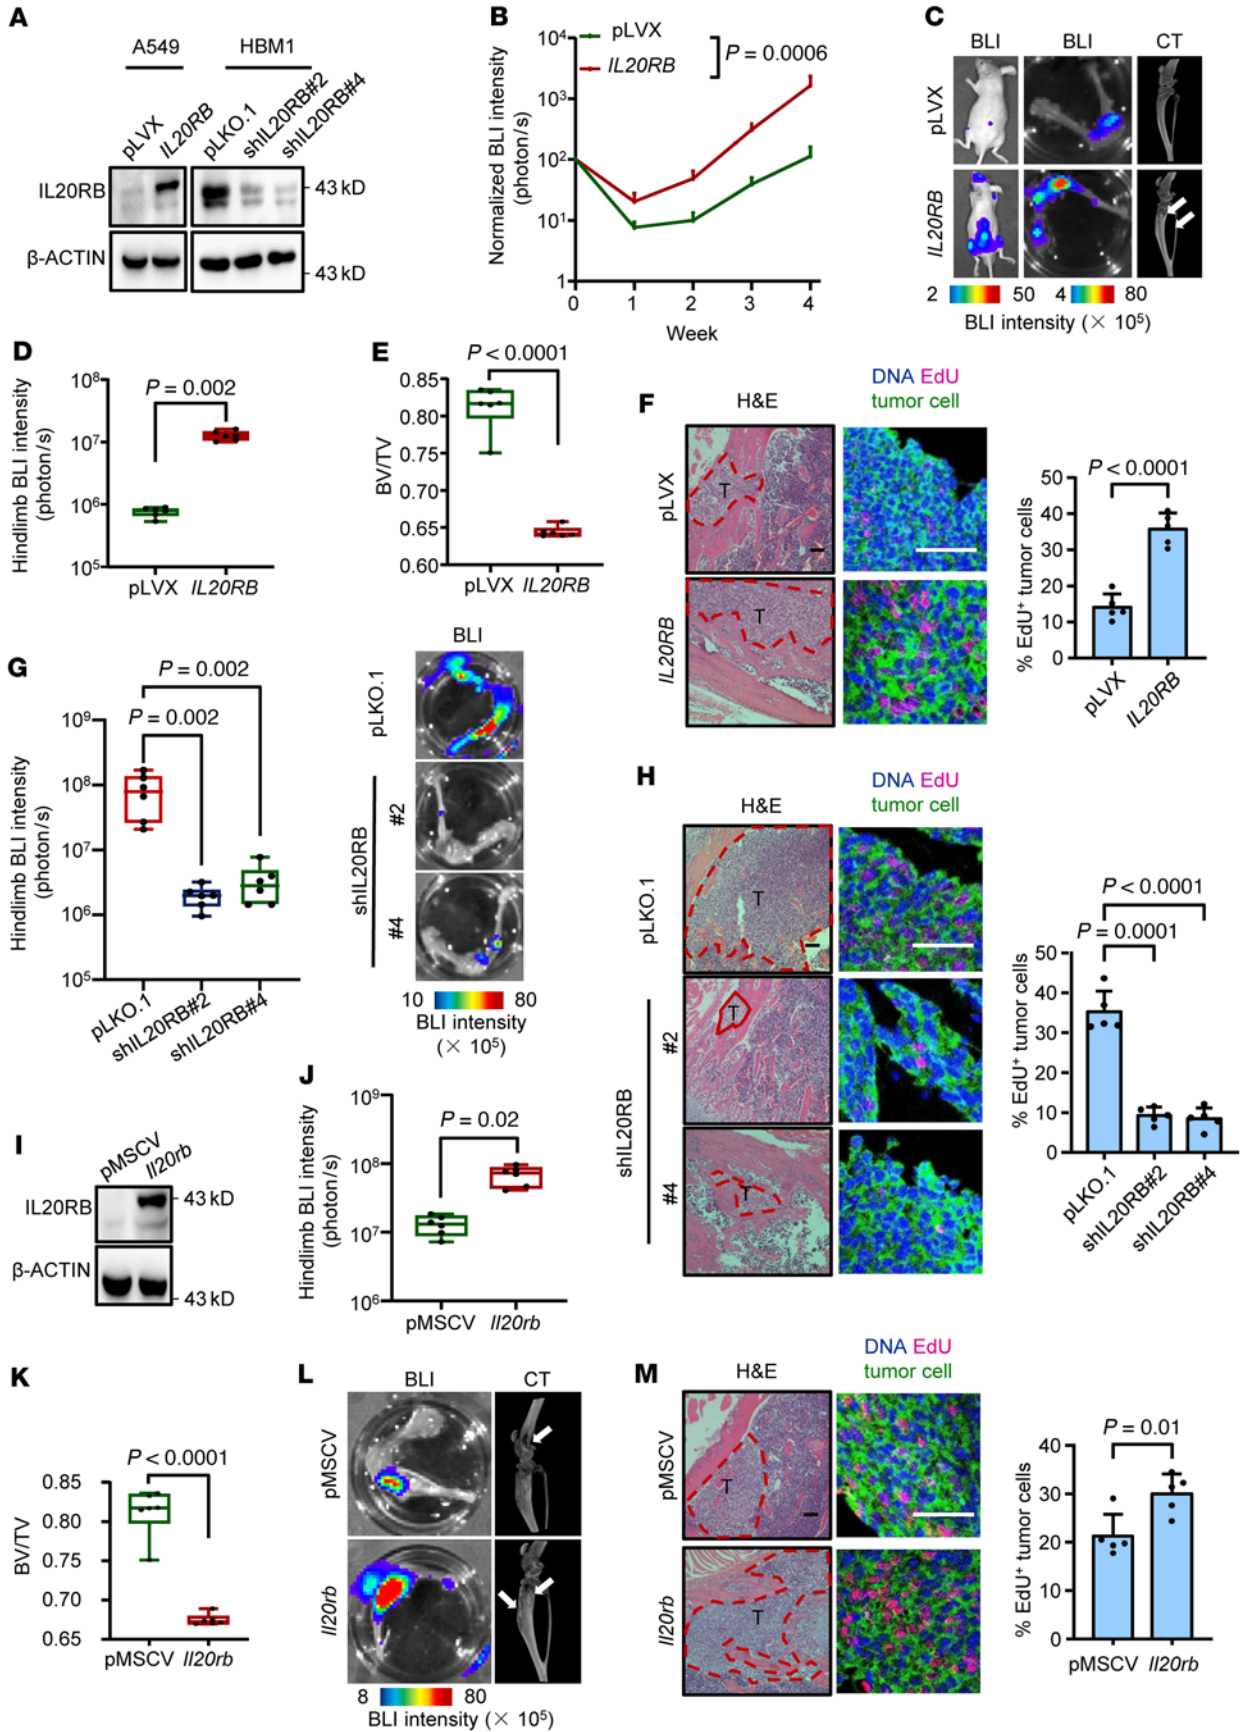 A
A549 HBM1
pLVX IL20RB pLKO.1 shIL20RB#2 shIL20RB#4
IL20RB 43 kD
β-ACTIN 43 kD
B
Normalized BLI intensity
(photon/s)
10⁴
10³
10²
10¹
1
0 1 2 3 4
Week
pLVX
IL20RB
P = 0.0006
C
BLI BLI CT
pLVX
IL20RB
2 50 4 80
BLI intensity (× 10⁵)
D
Hindlimb BLI intensity
(photon/s)
10⁸
10⁷
10⁶
10⁵
P = 0.002
pLVX IL20RB
E
P < 0.0001
BV/TV
0.85
0.80
0.75
0.70
0.65
0.60
pLVX IL20RB
F
H&E
DNA EdU
tumor cell
pLVX
T
IL20RB
T
% EdU⁺ tumor cells
50
40
30
20
10
0
P < 0.0001
pLVX IL20RB
G
P = 0.002
P = 0.002
Hindlimb BLI intensity
(photon/s)
10⁹
10⁸
10⁷
10⁶
10⁵
pLKO.1 shIL20RB#2 shIL20RB#4
BLI
pLKO.1
shIL20RB
#2
#4
10 80
BLI intensity
(× 10⁵)
H
H&E
DNA EdU
tumor cell
pLKO.1
T
shIL20RB
#2
T
#4
T
P < 0.0001
P = 0.0001
% EdU⁺ tumor cells
50
40
30
20
10
0
pLKO.1 shIL20RB#2 shIL20RB#4
I
pMSCV Il20rb
IL20RB 43 kD
β-ACTIN 43 kD
J
Hindlimb BLI intensity
(photon/s)
10⁹
10⁸
10⁷
10⁶
P = 0.02
pMSCV Il20rb
K
P < 0.0001
BV/TV
0.85
0.80
0.75
0.70
0.65
pMSCV Il20rb
L
BLI CT
pMSCV
Il20rb
8 80
BLI intensity (× 10⁵)
M
H&E
DNA EdU
tumor cell
pMSCV
T
Il20rb
T
% EdU⁺ tumor cells
40
30
20
10
0
P = 0.01
pMSCV Il20rb